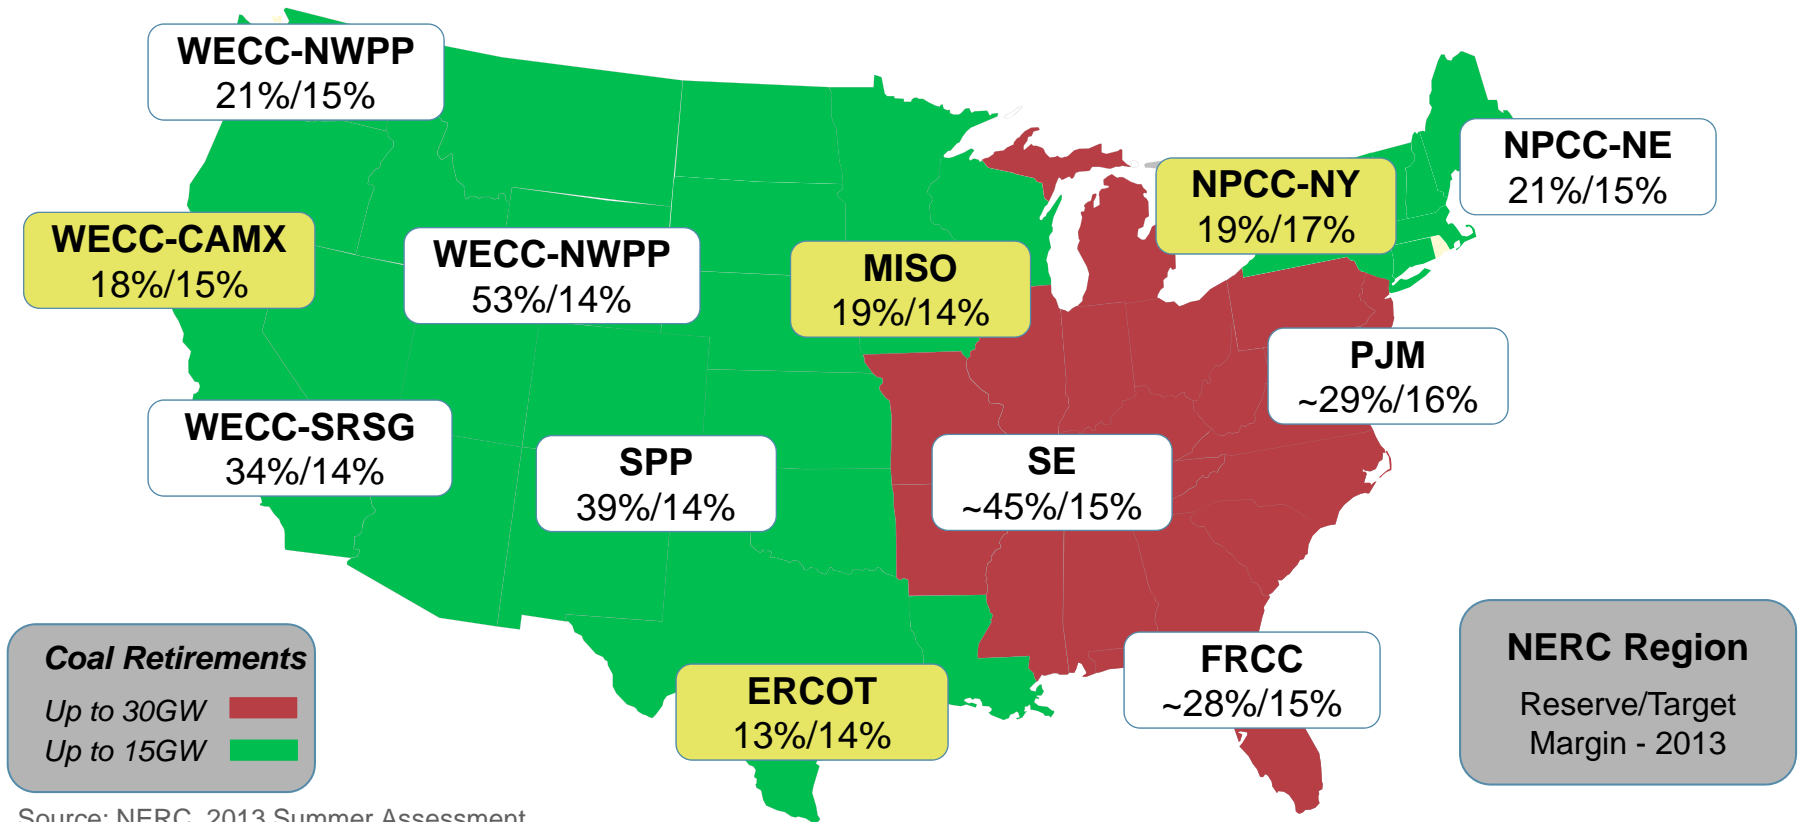 WECC-NWPP
21%/15%
NPCC-NE
21%/15%
NPCC-NY
19%/17%
WECC-CAMX
18%/15%
WECC-NWPP
53%/14%
MISO
19%/14%
PJM
~29%/16%
WECC-SRSG
34%/14%
SPP
39%/14%
SE
~45%/15%
FRCC
~28%/15%
ERCOT
13%/14%
Coal Retirements
Up to 30GW
Up to 15GW
NERC Region
Reserve/Target
Margin - 2013
Source: NERC, 2013 Summer Assessment